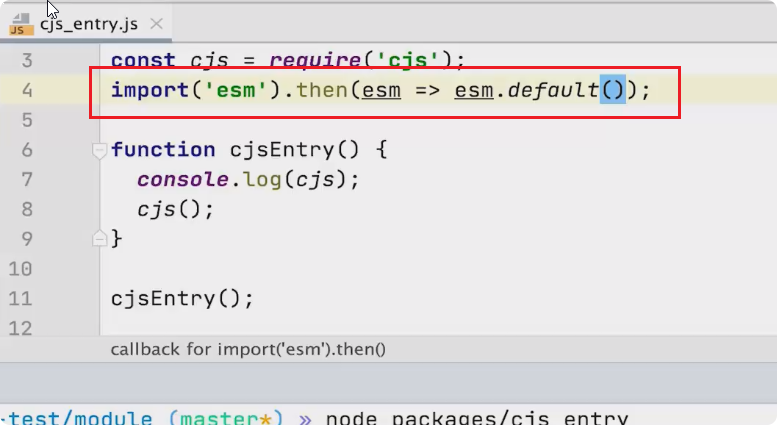 JS cjs_entry.js
3 const cjs = require('cjs');
4 import('esm').then(esm => esm.default());
5
6 function cjsEntry() {
7 console.log(cjs);
8 cjs();
9 }
10
11 cjsEntry();
12
callback for import('esm').then()
-test/module (master*) » node packages/cjs_entry